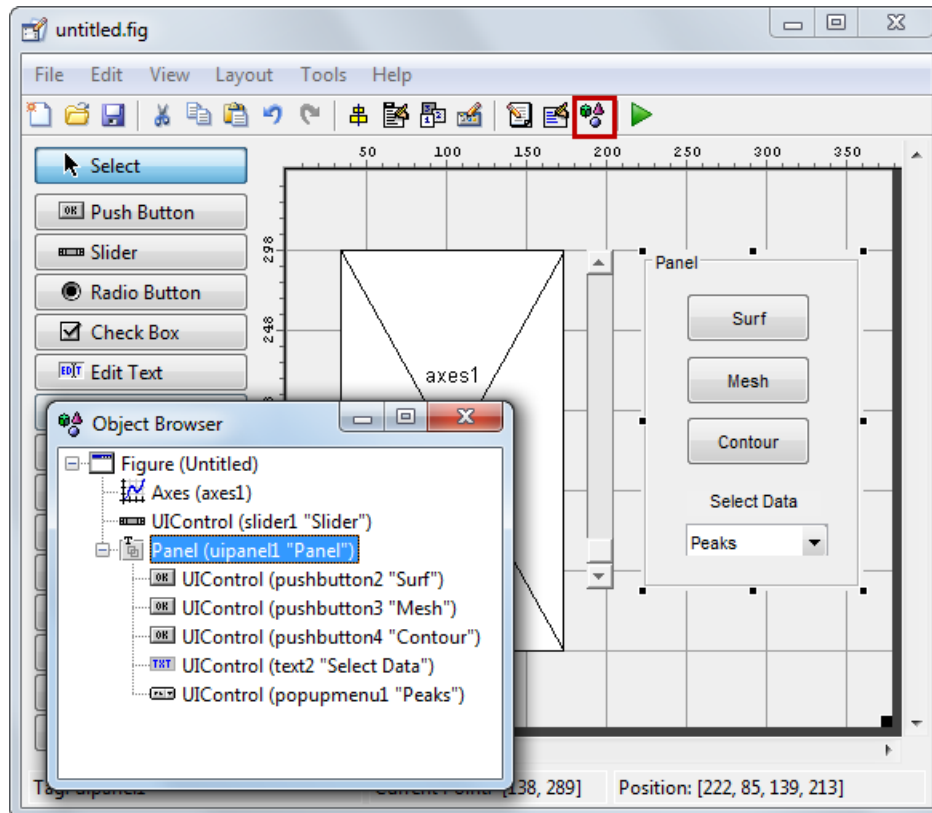 untitled.fig
File Edit View Layout Tools Help
50 100 150 200 250 300 350
Select
Push Button
298
Slider
Panel
Radio Button
Surf
248
Check Box
Edit Text
axes1
Mesh
Object Browser
Contour
Figure (Untitled)
Axes (axes1)
Select Data
UIControl (slider1 "Slider")
Peaks
Panel (uipanel1 "Panel")
UIControl (pushbutton2 "Surf")
UIControl (pushbutton3 "Mesh")
UIControl (pushbutton4 "Contour")
UIControl (text2 "Select Data")
UIControl (popupmenu1 "Peaks")
[138, 289] Position: [222, 85, 139, 213]